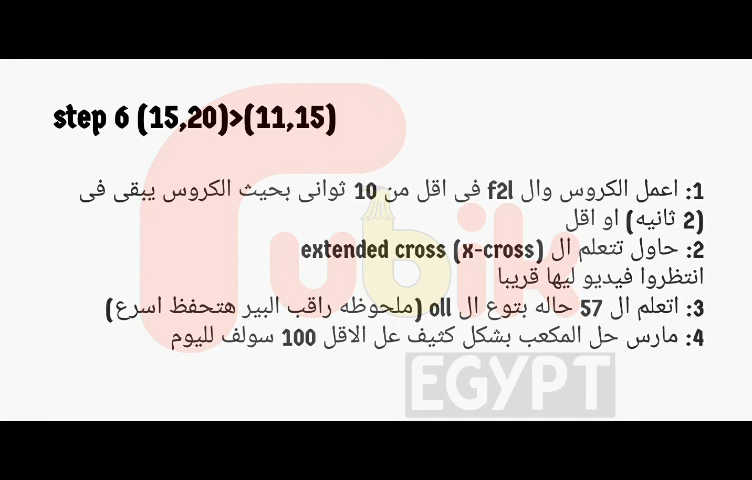 step 6 (15,20)>(11,15)
1: اعمل الكروس وال f2l فى اقل من 10 ثوانى بحيث الكروس يبقى فى
(2 ثانيه) او اقل
2: حاول تتعلم ال extended cross (x-cross)
انتظروا فيديو ليها قريبا
3: اتعلم ال 57 حاله بتوع ال oll (ملحوظه راقب البير هتحفظ اسرع)
4: مارس حل المكعب بشكل كثيف عل الاقل 100 سولف لليوم
Rubik
EGYPT